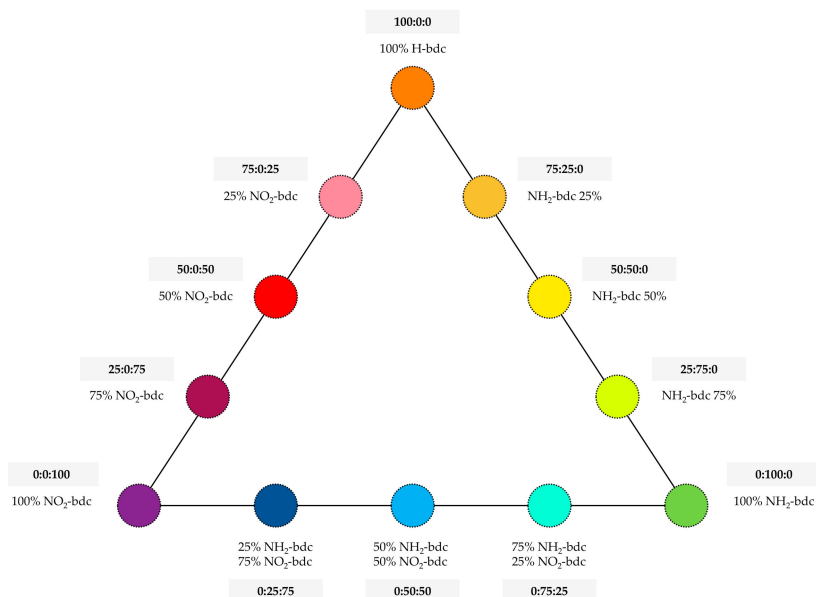 100:0:0
100% H-bdc
75:0:25
25% NO₂-bdc
75:25:0
NH₂-bdc 25%
50:0:50
50% NO₂-bdc
50:50:0
NH₂-bdc 50%
25:0:75
75% NO₂-bdc
25:75:0
NH₂-bdc 75%
0:0:100
100% NO₂-bdc
0:100:0
100% NH₂-bdc
25% NH₂-bdc
75% NO₂-bdc
0:25:75
50% NH₂-bdc
50% NO₂-bdc
0:50:50
75% NH₂-bdc
25% NO₂-bdc
0:75:25